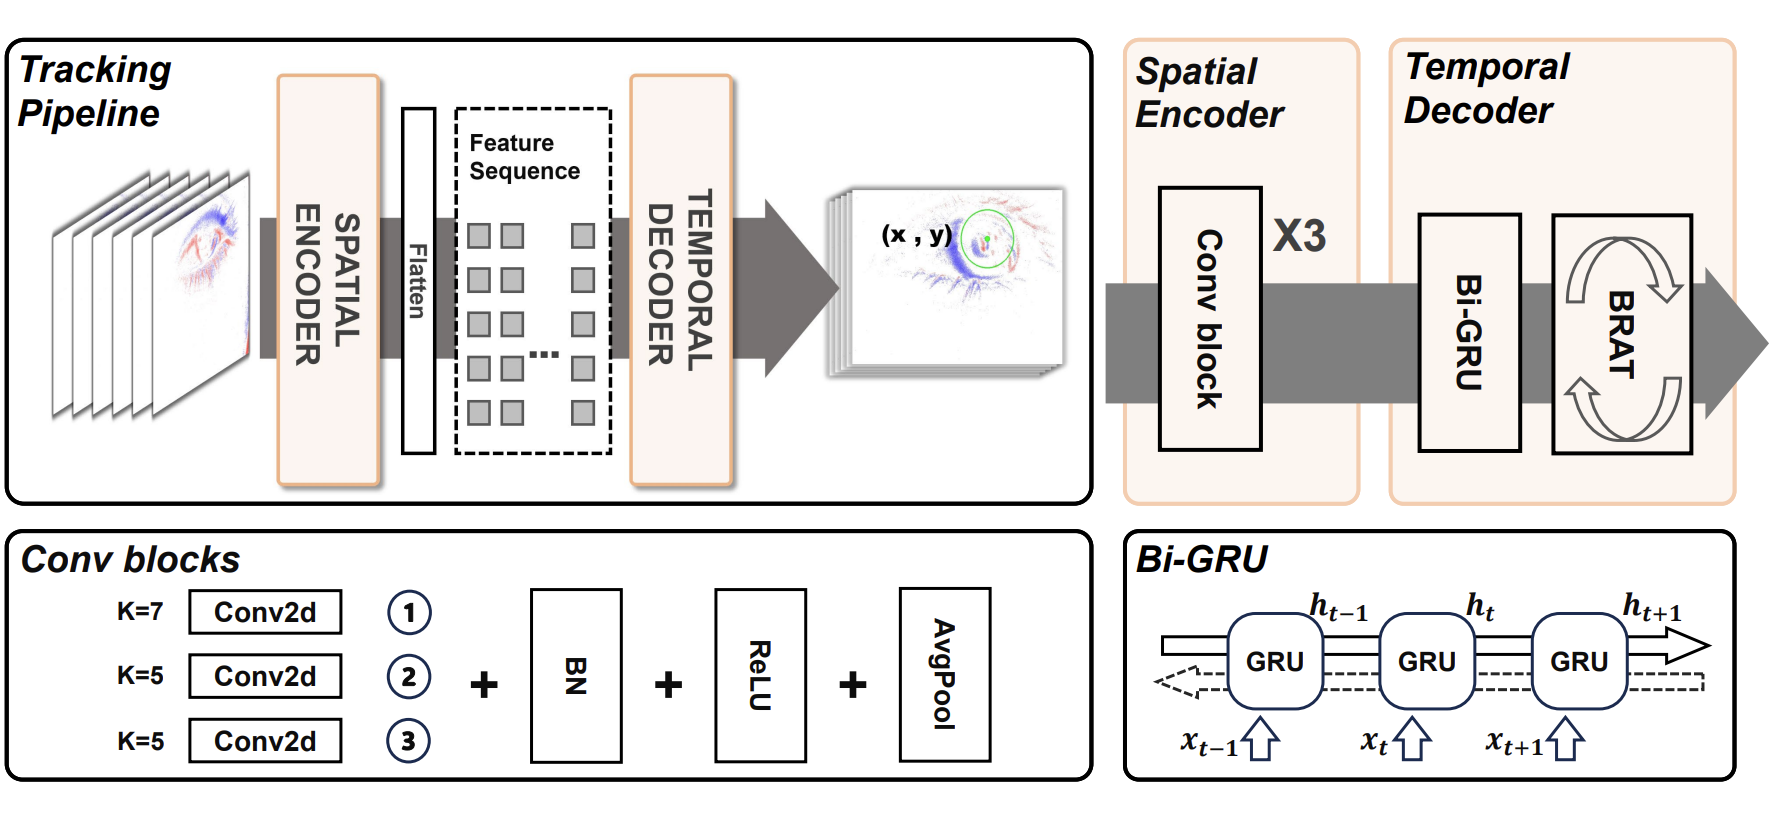 Tracking
Pipeline
SPATIAL
ENCODER
Flatten
Feature
Sequence
...
TEMPORAL
DECODER
(x , y)
Spatial
Encoder
Conv block
X3
Temporal
Decoder
Bi-GRU
BRAT
Conv blocks
K=7 Conv2d 1
K=5 Conv2d 2
K=5 Conv2d 3
+ BN + ReLU + AvgPool
Bi-GRU
h_{t-1} h_t h_{t+1}
GRU GRU GRU
x_{t-1} x_t x_{t+1}